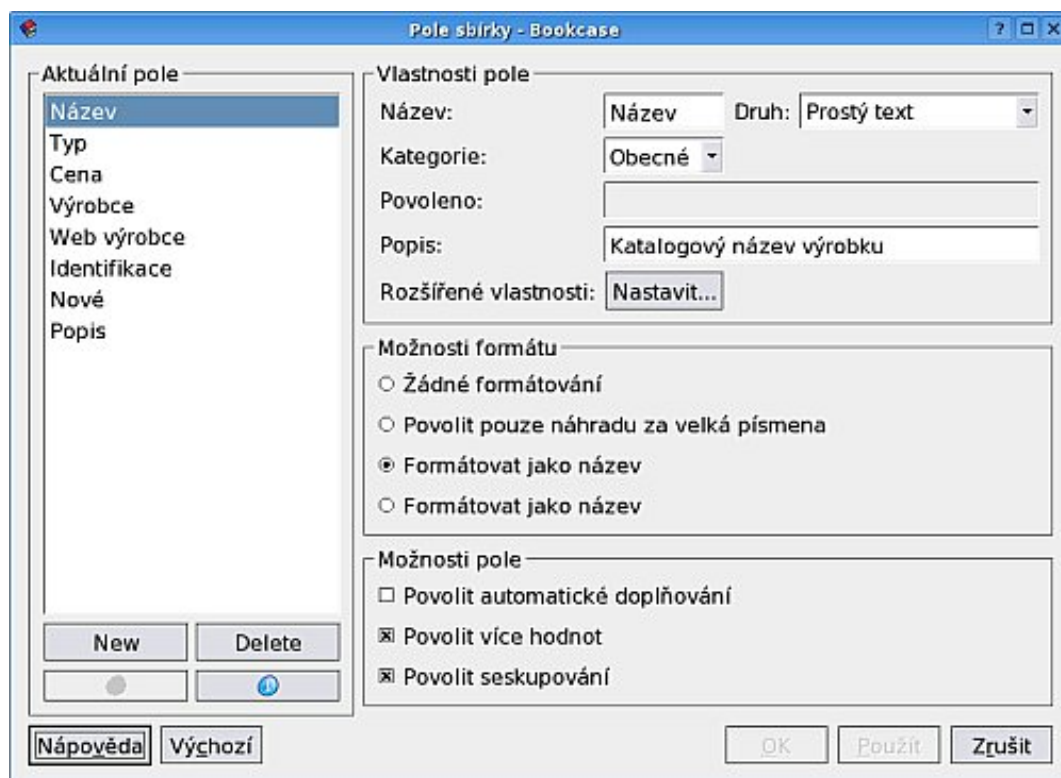 Pole sbírky - Bookcase
Aktuální pole
Název
Typ
Cena
Výrobce
Web výrobce
Identifikace
Nové
Popis
New Delete
Vlastnosti pole
Název: Název Druh: Prostý text
Kategorie: Obecné
Povoleno:
Popis: Katalogový název výrobku
Rozšířené vlastnosti: Nastavit...
Možnosti formátu
Žádné formátování
Povolit pouze náhradu za velká písmena
Formátovat jako název
Formátovat jako název
Možnosti pole
Povolit automatické doplňování
Povolit více hodnot
Povolit seskupování
Nápověda Výchozí OK Použít Zrušit